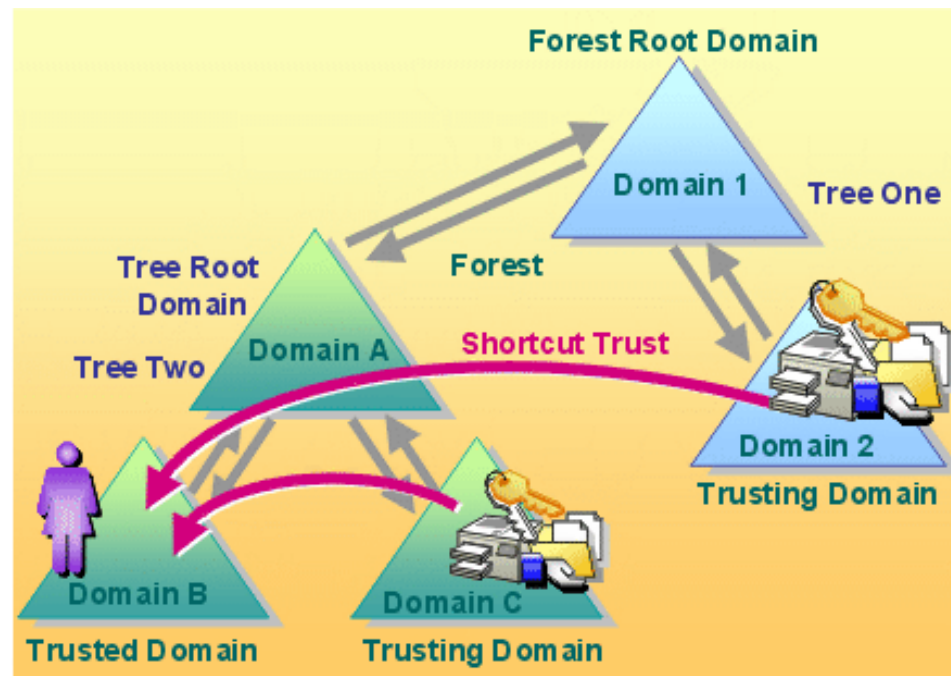 Forest Root Domain
Domain 1
Tree One
Forest
Tree Root
Domain
Domain A
Tree Two
Shortcut Trust
Domain 2
Trusting Domain
Domain B
Trusted Domain
Domain C
Trusting Domain